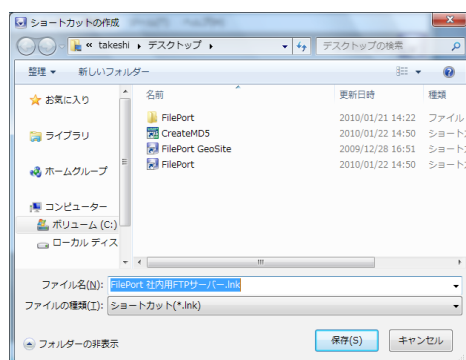 ショートカットの作成
« takeshi ▸ デスクトップ ▸ デスクトップの検索
整理 ▼ 新しいフォルダー
お気に入り
ライブラリ
ホームグループ
コンピューター
ボリューム (C:)
ローカル ディス
名前 更新日時 種類
FilePort 2010/01/21 14:22 ファイル
CreateMD5 2010/01/22 14:50 ショート
FilePort GeoSite 2009/12/28 16:51 ショート
FilePort 2010/01/22 14:50 ショート
ファイル名(N): FilePort 社内用FTPサーバー.lnk
ファイルの種類(T): ショートカット(*.lnk)
フォルダーの非表示 保存(S) キャンセル